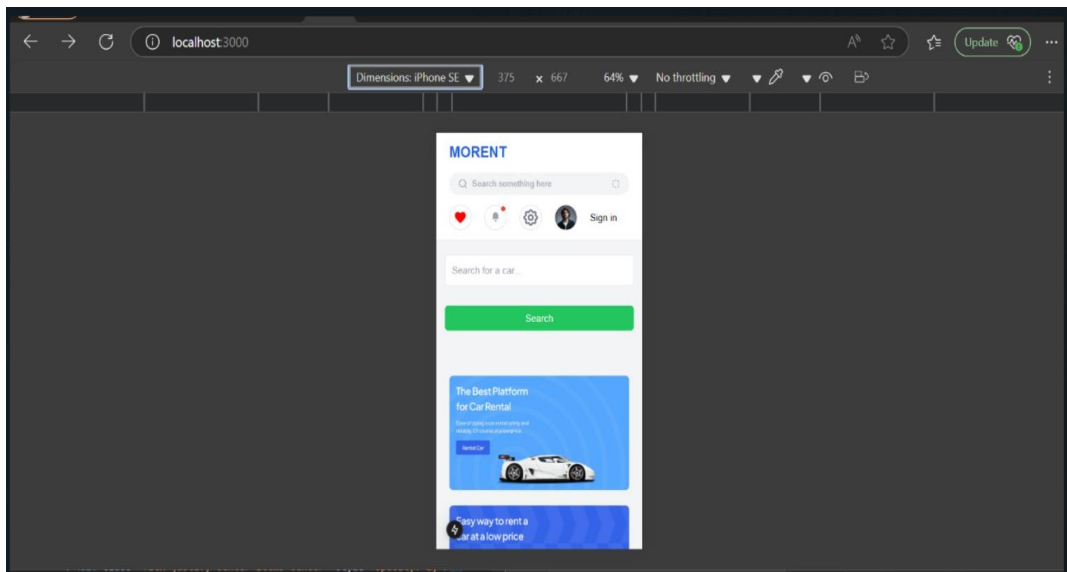 localhost:3000
Update
Dimensions: iPhone SE 375 x 667 64% No throttling
MORENT
Search something here
Sign in
Search for a car...
Search
The Best Platform
for Car Rental
Rental Car
Easy way to rent a
car at a low price